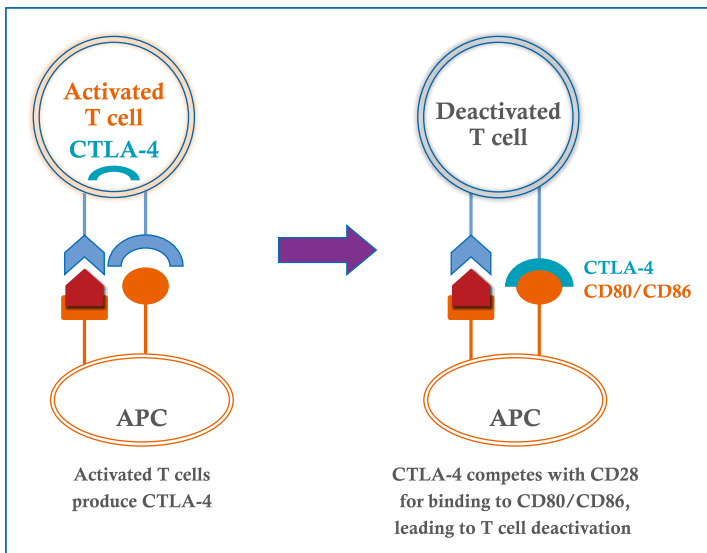 Activated
T cell
CTLA-4
APC
Activated T cells
produce CTLA-4
Deactivated
T cell
CTLA-4
CD80/CD86
APC
CTLA-4 competes with CD28
for binding to CD80/CD86,
leading to T cell deactivation